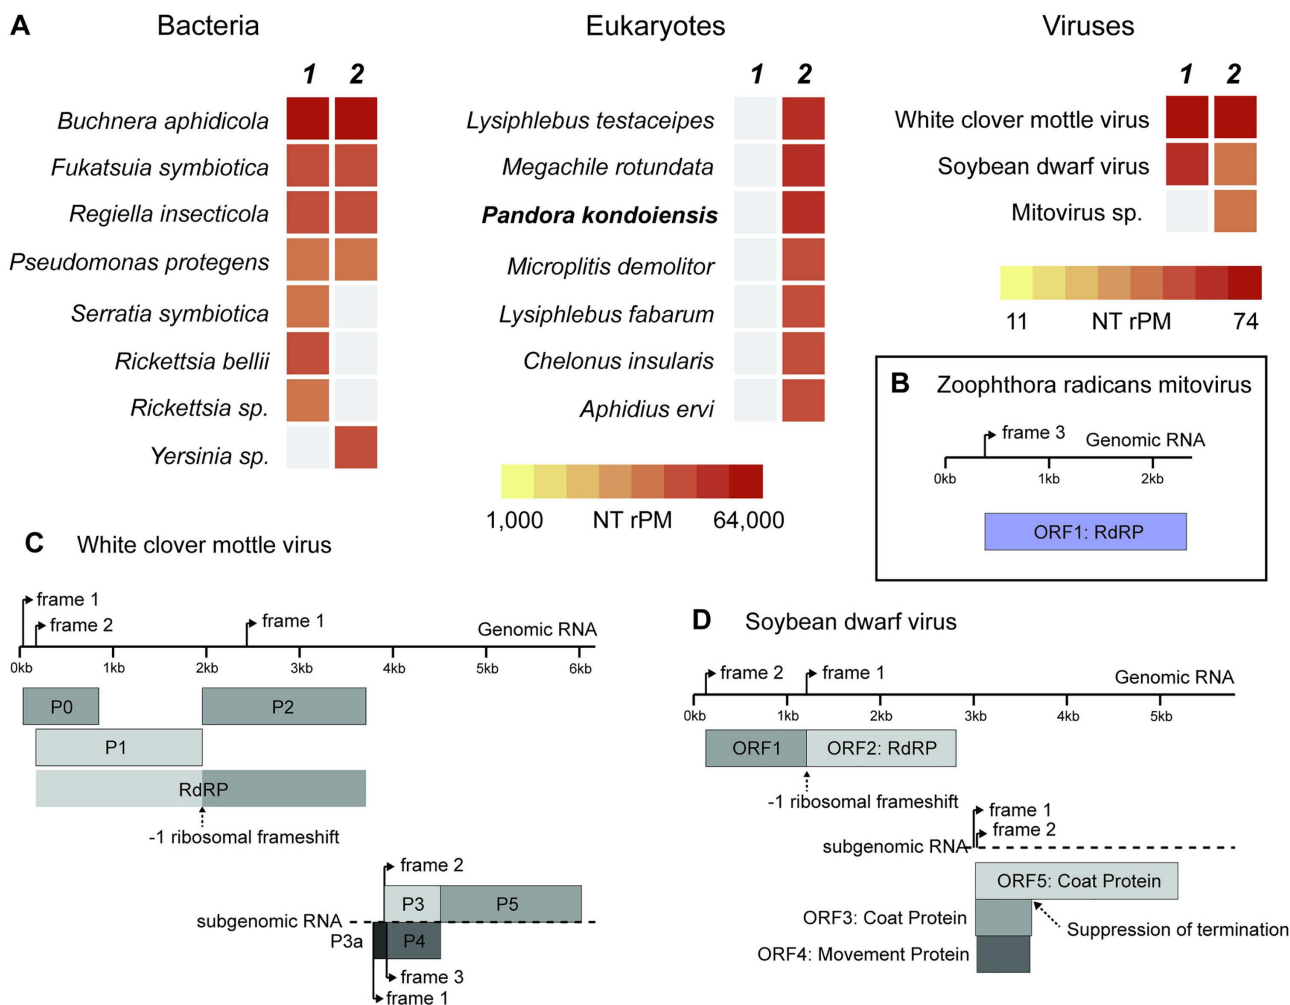 A
Bacteria
1 2
Buchnera aphidicola
Fukatsuia symbiotica
Regiella insecticola
Pseudomonas protegens
Serratia symbiotica
Rickettsia bellii
Rickettsia sp.
Yersinia sp.
Eukaryotes
1 2
Lysiphlebus testaceipes
Megachile rotundata
Pandora kondoiensis
Microplitis demolitor
Lysiphlebus fabarum
Chelonus insularis
Aphidius ervi
1,000 NT rPM 64,000
Viruses
1 2
White clover mottle virus
Soybean dwarf virus
Mitovirus sp.
11 NT rPM 74
B Zoophthora radicans mitovirus
frame 3
Genomic RNA
0kb 1kb 2kb
ORF1: RdRP
C White clover mottle virus
frame 1
frame 2
frame 1
Genomic RNA
0kb 1kb 2kb 3kb 4kb 5kb 6kb
P0 P2
P1
RdRP
-1 ribosomal frameshift
frame 2
P3 P5
subgenomic RNA
P3a P4
frame 3
frame 1
D Soybean dwarf virus
frame 2 frame 1
Genomic RNA
0kb 1kb 2kb 3kb 4kb 5kb
ORF1 ORF2: RdRP
-1 ribosomal frameshift
frame 1
frame 2
subgenomic RNA
ORF5: Coat Protein
ORF3: Coat Protein
Suppression of termination
ORF4: Movement Protein